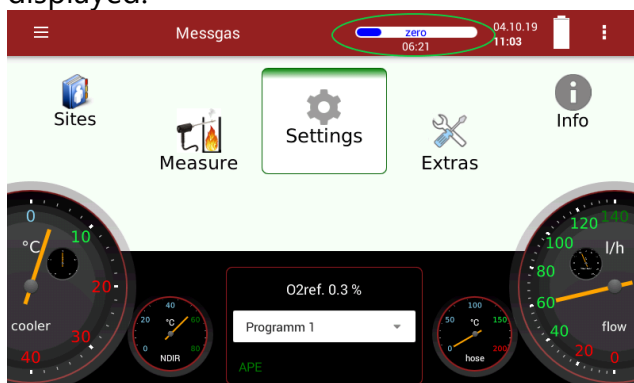 displayed.
Messgas
zero
06:21
04.10.19
11:03
Sites
Measure
Settings
Extras
Info
0
10
20
30
40
°C
cooler
20
40
60
0
80
°C
NDIR
O2ref. 0.3 %
Programm 1
APE
50
100
150
0
200
°C
hose
140
120
100
80
60
40
20
0
l/h
flow